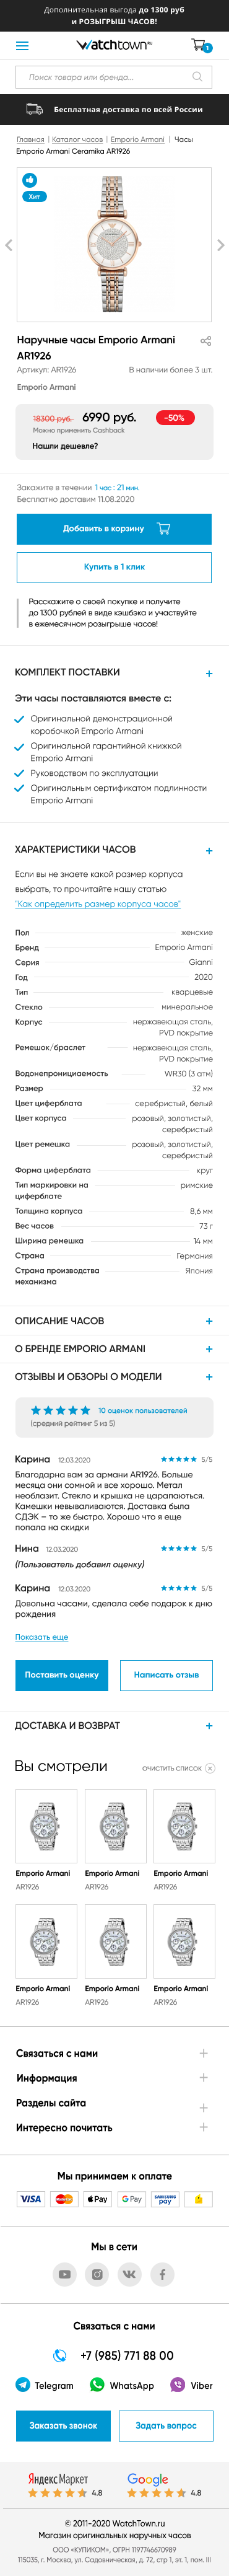 Дополнительная выгода до 1300 руб
и РОЗОГРЫШ ЧАСОВ!
WatchTown.RU
1
Поиск товара или бренда...
Бесплатная доставка по всей России
Главная | Каталог часов | Emporio Armani | Часы
Emporio Armani Ceramika AR1926
Хит
Наручные часы Emporio Armani
AR1926
Артикул: AR1926
В наличии более 3 шт.
Emporio Armani
18300 руб.
6990 руб.
-50%
Можно применить Cashback
Нашли дешевле?
Закажите в течении 1 час : 21 мин.
Бесплатно доставим 11.08.2020
Добавить в корзину
Купить в 1 клик
Расскажите о своей покупке и получите
до 1300 рублей в виде кэшбэка и участвуйте
в ежемесячном розыгрыше часов!
КОМПЛЕКТ ПОСТАВКИ +
Эти часы поставляются вместе с:
Оригинальной демонстрационной
коробочкой Emporio Armani
Оригинальной гарантийной книжкой
Emporio Armani
Руководством по эксплуатации
Оригинальным сертификатом подлинности
Emporio Armani
ХАРАКТЕРИСТИКИ ЧАСОВ +
Если вы не знаете какой размер корпуса
выбрать, то прочитайте нашу статью
"Как определить размер корпуса часов"
Пол женские
Бренд Emporio Armani
Серия Gianni
Год 2020
Тип кварцевые
Стекло минеральное
Корпус нержавеющая сталь,
PVD покрытие
Ремешок/браслет нержавеющая сталь,
PVD покрытие
Водонепроницаемость WR30 (3 атм)
Размер 32 мм
Цвет циферблата серебристый, белый
Цвет корпуса розовый, золотистый,
серебристый
Цвет ремешка розовый, золотистый,
серебристый
Форма циферблата круг
Тип маркировки на римские
циферблате
Толщина корпуса 8,6 мм
Вес часов 73 г
Ширина ремешка 14 мм
Страна Германия
Страна производства Япония
механизма
ОПИСАНИЕ ЧАСОВ +
О БРЕНДЕ EMPORIO ARMANI +
ОТЗЫВЫ И ОБЗОРЫ О МОДЕЛИ +
10 оценок пользователей
(средний рейтинг 5 из 5)
Карина 12.03.2020 5/5
Благодарна вам за армани AR1926. Больше
месяца они сомной и все хорошо. Метал
необлазит. Стекло и крышка не царапаються.
Камешки невываливаются. Доставка была
СДЭК – то же быстро. Хорошо что я еще
попала на скидки
Нина 12.03.2020 5/5
(Пользователь добавил оценку)
Карина 12.03.2020 5/5
Довольна часами, сделала себе подарок к дню
рождения
Показать еще
Поставить оценку
Написать отзыв
ДОСТАВКА И ВОЗВРАТ +
Вы смотрели
очистить список
Emporio Armani Emporio Armani Emporio Armani
AR1926 AR1926 AR1926
Emporio Armani Emporio Armani Emporio Armani
AR1926 AR1926 AR1926
Связаться с нами +
Информация +
Разделы сайта +
Интересно почитать +
Мы принимаем к оплате
VISA MasterCard Apple Pay G Pay SAMSUNG pay
Мы в сети
Связаться с нами
+7 (985) 771 88 00
Telegram WhatsApp Viber
Заказать звонок
Задать вопрос
Яндекс Маркет
4.8
Google
4.8
© 2011-2020 WatchTown.ru
Магазин оригинальных наручных часов
ООО «КУПИКОМ», ОГРН 1197746670989
115035, г. Москва, ул. Садовническая, д. 72, стр 1, эт. 1, пом. III